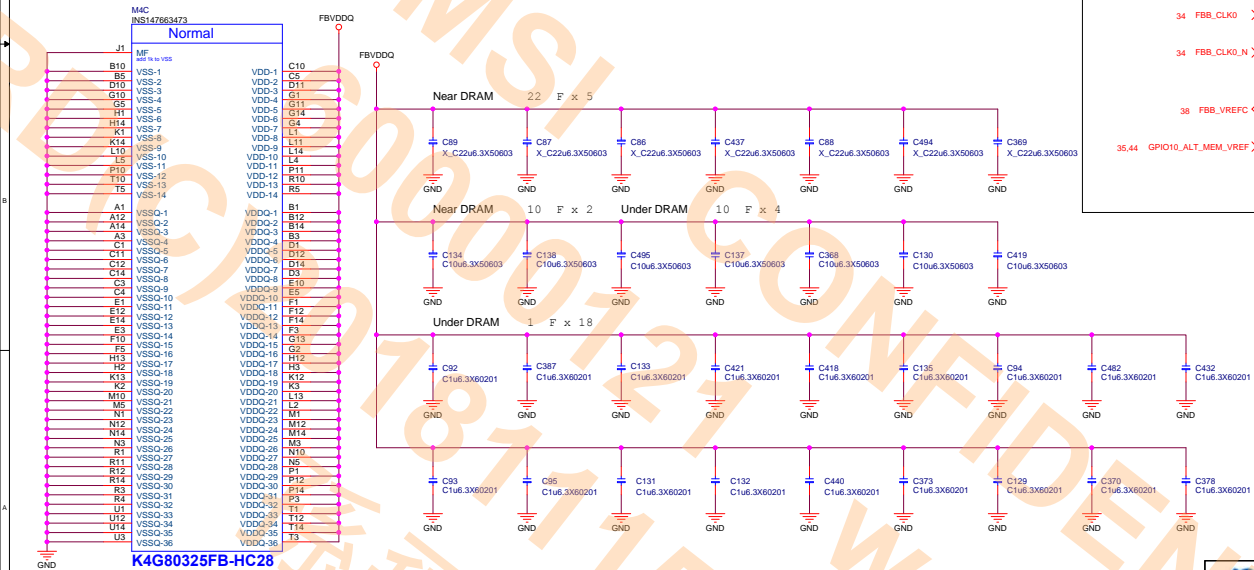 M4C
INS147663473
Normal
FBVDDQ
FBVDDQ
J1 MF
add 1k to VSS
B10 VSS-1 VDD-1 C10
B5 VSS-2 VDD-2 C5
D10 VSS-3 VDD-3 D11
G10 VSS-4 VDD-4 G1
G5 VSS-5 VDD-5 G11
H1 VSS-6 VDD-6 G14
H14 VSS-7 VDD-7 G4
K1 VSS-8 VDD-8 L1
K14 VSS-9 VDD-9 L11
L10 VSS-10 VDD-10 L14
L5 VSS-11 VDD-11 L4
P10 VSS-12 VDD-12 P11
T10 VSS-13 VDD-13 R10
T5 VSS-14 VDD-14 R5
A1 VSSQ-1 VDDQ-1 B1
A12 VSSQ-2 VDDQ-2 B12
A14 VSSQ-3 VDDQ-3 B14
A3 VSSQ-4 VDDQ-4 B3
C1 VSSQ-5 VDDQ-5 D1
C11 VSSQ-6 VDDQ-6 D12
C12 VSSQ-7 VDDQ-7 D14
C14 VSSQ-8 VDDQ-8 D3
C3 VSSQ-9 VDDQ-9 E10
C4 VSSQ-10 VDDQ-10 E5
E1 VSSQ-11 VDDQ-11 F1
E12 VSSQ-12 VDDQ-12 F12
E14 VSSQ-13 VDDQ-13 F14
E3 VSSQ-14 VDDQ-14 F3
F10 VSSQ-15 VDDQ-15 G13
F5 VSSQ-16 VDDQ-16 G2
H13 VSSQ-17 VDDQ-17 H12
H2 VSSQ-18 VDDQ-18 H3
K13 VSSQ-19 VDDQ-19 K12
K2 VSSQ-20 VDDQ-20 K3
M10 VSSQ-21 VDDQ-21 L13
M5 VSSQ-22 VDDQ-22 L2
N1 VSSQ-23 VDDQ-23 M1
N12 VSSQ-24 VDDQ-24 M12
N14 VSSQ-25 VDDQ-25 M14
N3 VSSQ-26 VDDQ-26 M3
R1 VSSQ-27 VDDQ-27 N10
R11 VSSQ-28 VDDQ-28 N5
R12 VSSQ-29 VDDQ-29 P1
R14 VSSQ-30 VDDQ-30 P12
R3 VSSQ-31 VDDQ-31 P14
R4 VSSQ-32 VDDQ-32 P3
U1 VSSQ-33 VDDQ-33 T1
U12 VSSQ-34 VDDQ-34 T12
U14 VSSQ-35 VDDQ-35 T14
U3 VSSQ-36 VDDQ-36 T3
GND
K4G80325FB-HC28
Near DRAM 22 F x 5
C89 C87 C86 C437 C88 C494 C369
X_C22u6.3X50603 X_C22u6.3X50603 X_C22u6.3X50603 X_C22u6.3X50603 X_C22u6.3X50603 X_C22u6.3X50603 X_C22u6.3X50603
GND GND GND GND GND GND GND
Near DRAM 10 F x 2 Under DRAM 10 F x 4
C134 C138 C495 C137 C368 C130 C419
C10u6.3X50603 C10u6.3X50603 C10u6.3X50603 C10u6.3X50603 C10u6.3X50603 C10u6.3X50603 C10u6.3X50603
GND GND GND GND GND GND GND
Under DRAM 1 F x 18
C92 C387 C133 C421 C418 C135 C94 C482 C432
C1u6.3X60201 C1u6.3X60201 C1u6.3X60201 C1u6.3X60201 C1u6.3X60201 C1u6.3X60201 C1u6.3X60201 C1u6.3X60201 C1u6.3X60201
GND GND GND GND GND GND GND GND GND
C93 C95 C131 C132 C440 C373 C129 C370 C378
C1u6.3X60201 C1u6.3X60201 C1u6.3X60201 C1u6.3X60201 C1u6.3X60201 C1u6.3X60201 C1u6.3X60201 C1u6.3X60201 C1u6.3X60201
GND GND GND GND GND GND GND GND GND
34 FBB_CLK0
34 FBB_CLK0_N
38 FBB_VREFC
35,44 GPIO10_ALT_MEM_VREF
B
A
MSI CONFIDEN